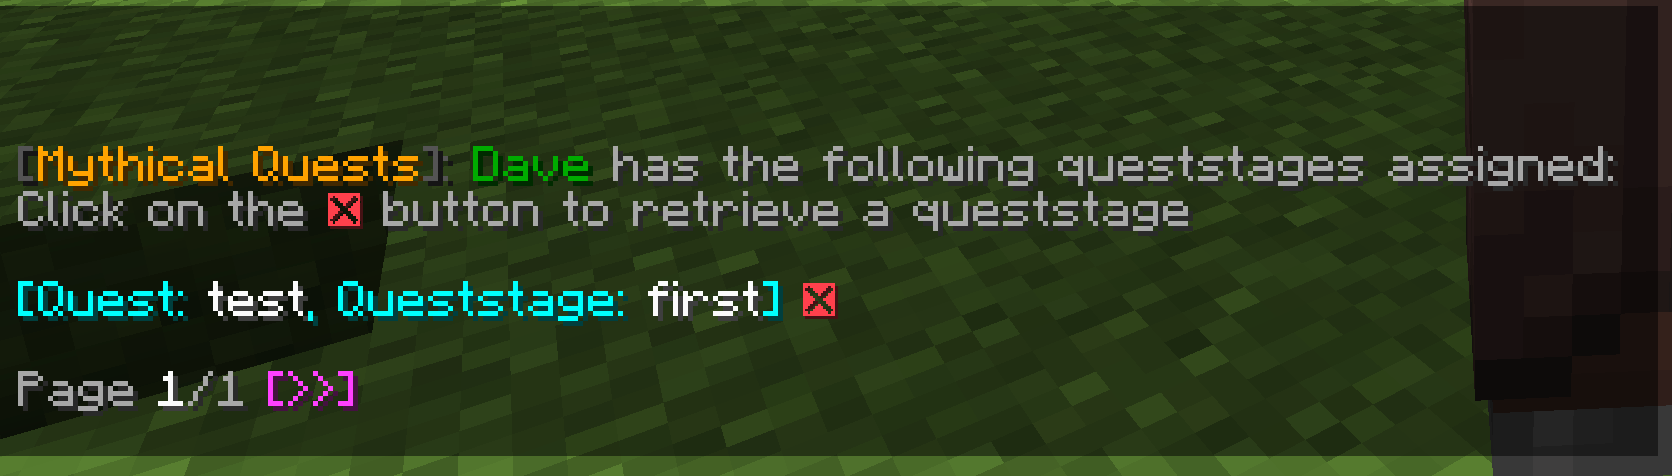 [Mythical Quests]: Dave has the following queststages assigned:
Click on the ❎ button to retrieve a queststage
[Quest: test, Queststage: first] ❎
Page 1/1 [>>]